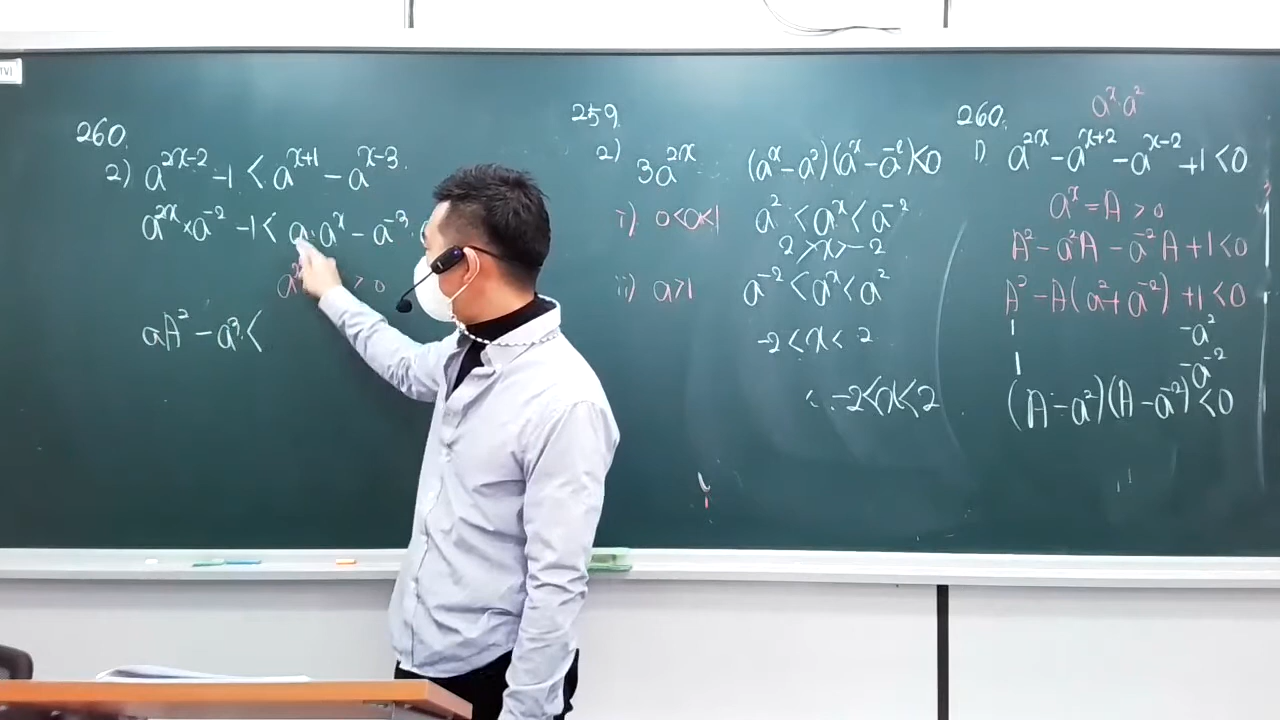 260.
2) a^{2x-2} -1 < a^{x+1} - a^{x-3}
a^{2x} × a^{-2} -1 < a·a^x - a^{-3}
> 0
aA² - a³ <
259.
2) 3a^{2x}
(a^x - a²)(a^x - a^{-2}) < 0
i) 0<a<1 a² < a^x < a^{-2}
2 > x > -2
ii) a>1 a^{-2} < a^x < a²
-2 < x < 2
∴ -2 < x < 2
a^x · a²
260.
1) a^{2x} - a^{x+2} - a^{x-2} + 1 < 0
a^x = A > 0
A² - a²A - a^{-2}A + 1 < 0
A² - A(a² + a^{-2}) + 1 < 0
1 -a²
1 -a^{-2}
(A - a²)(A - a^{-2}) < 0